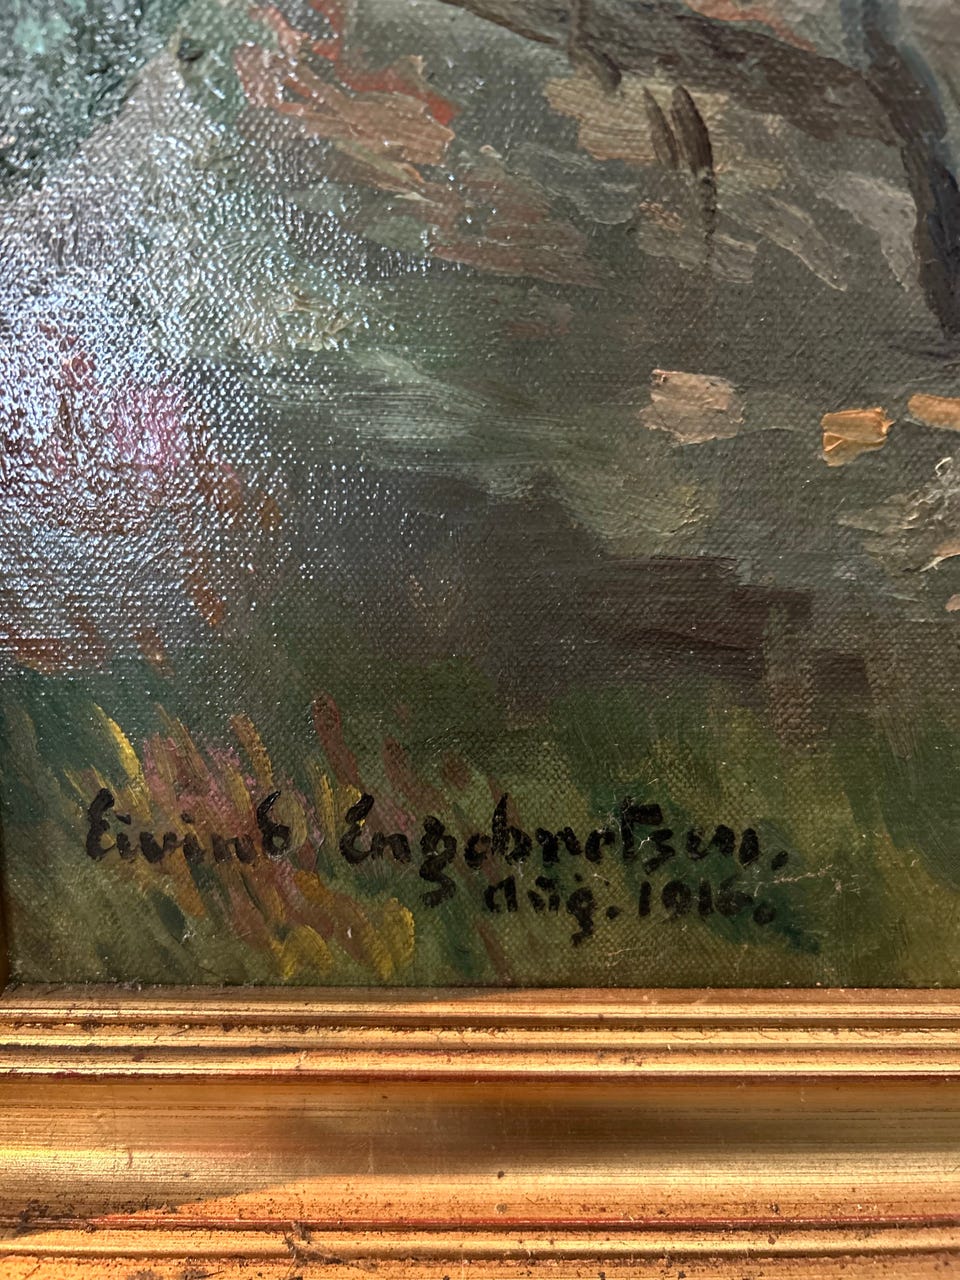 Eivind Engebretsen.
Aug. 1916.